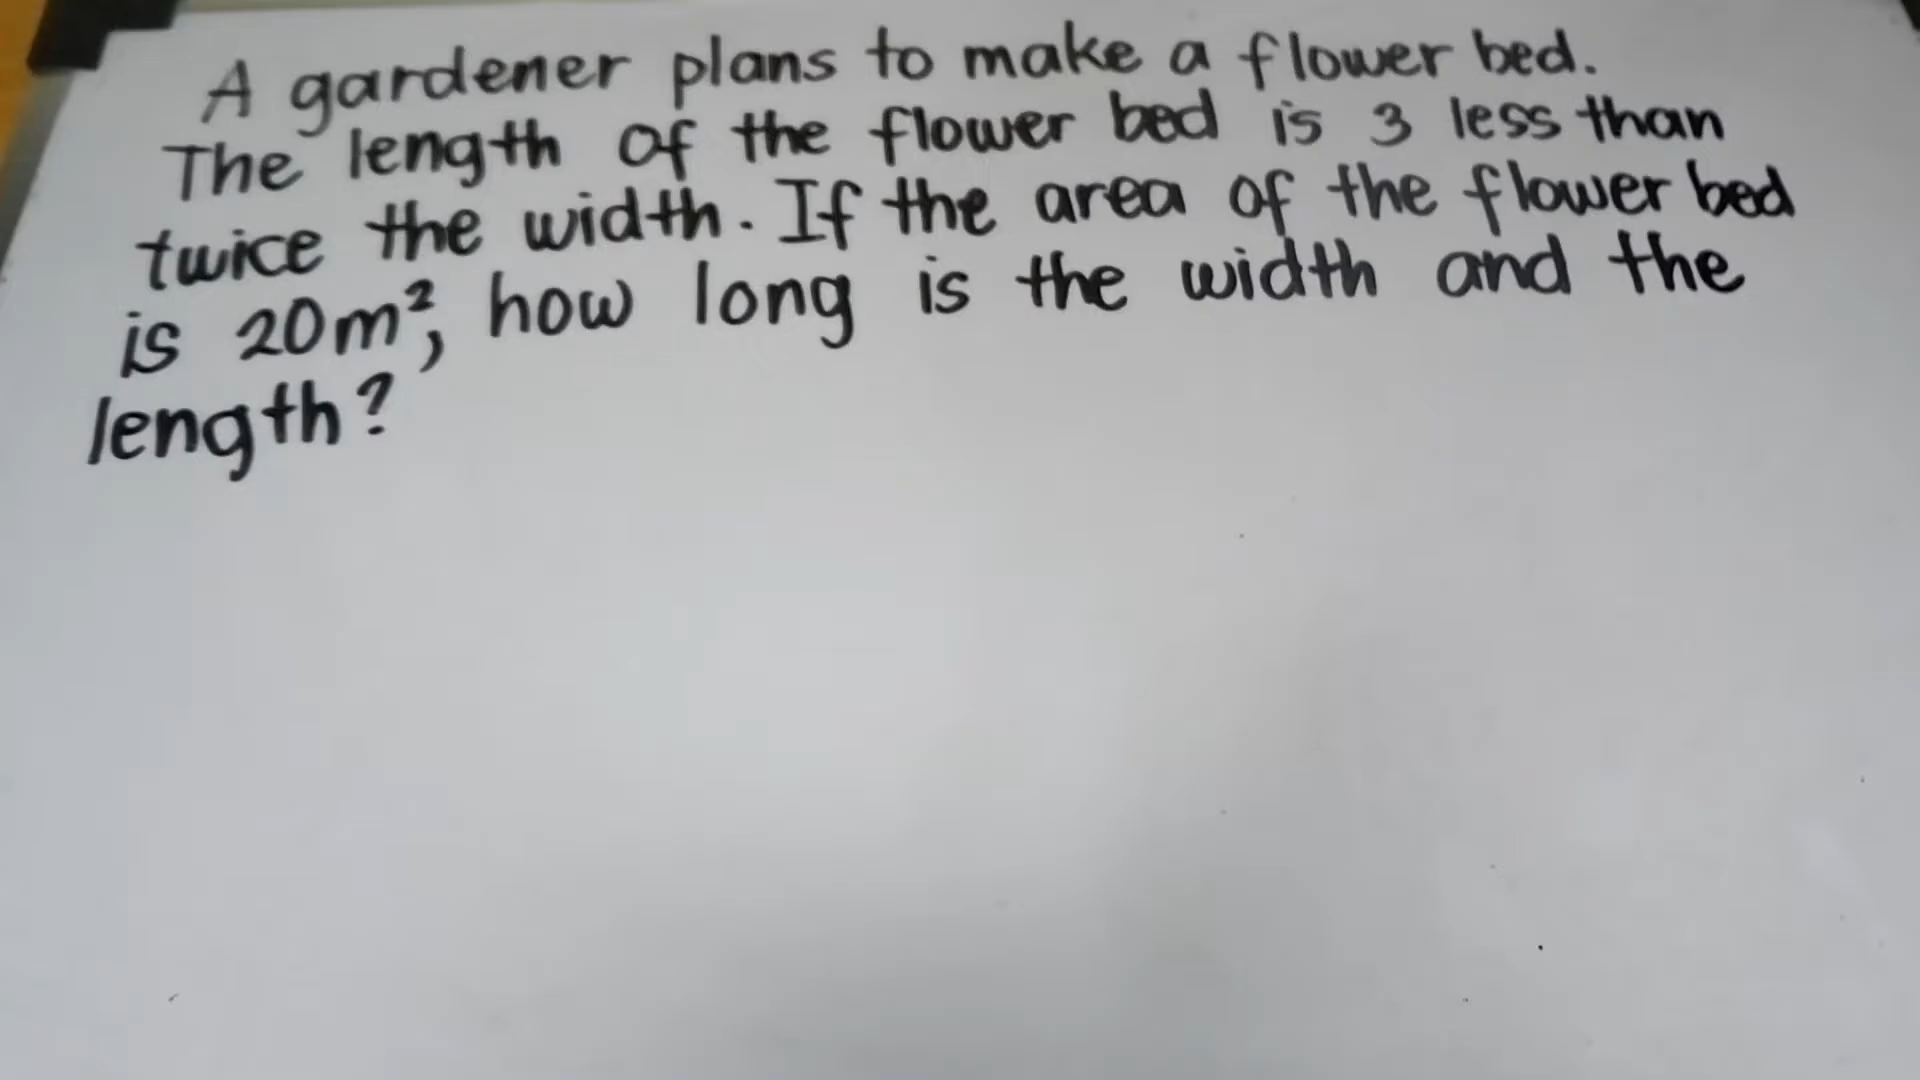 A gardener plans to make a flower bed.
The length of the flower bed is 3 less than
twice the width. If the area of the flower bed
is 20m², how long is the width and the
length?